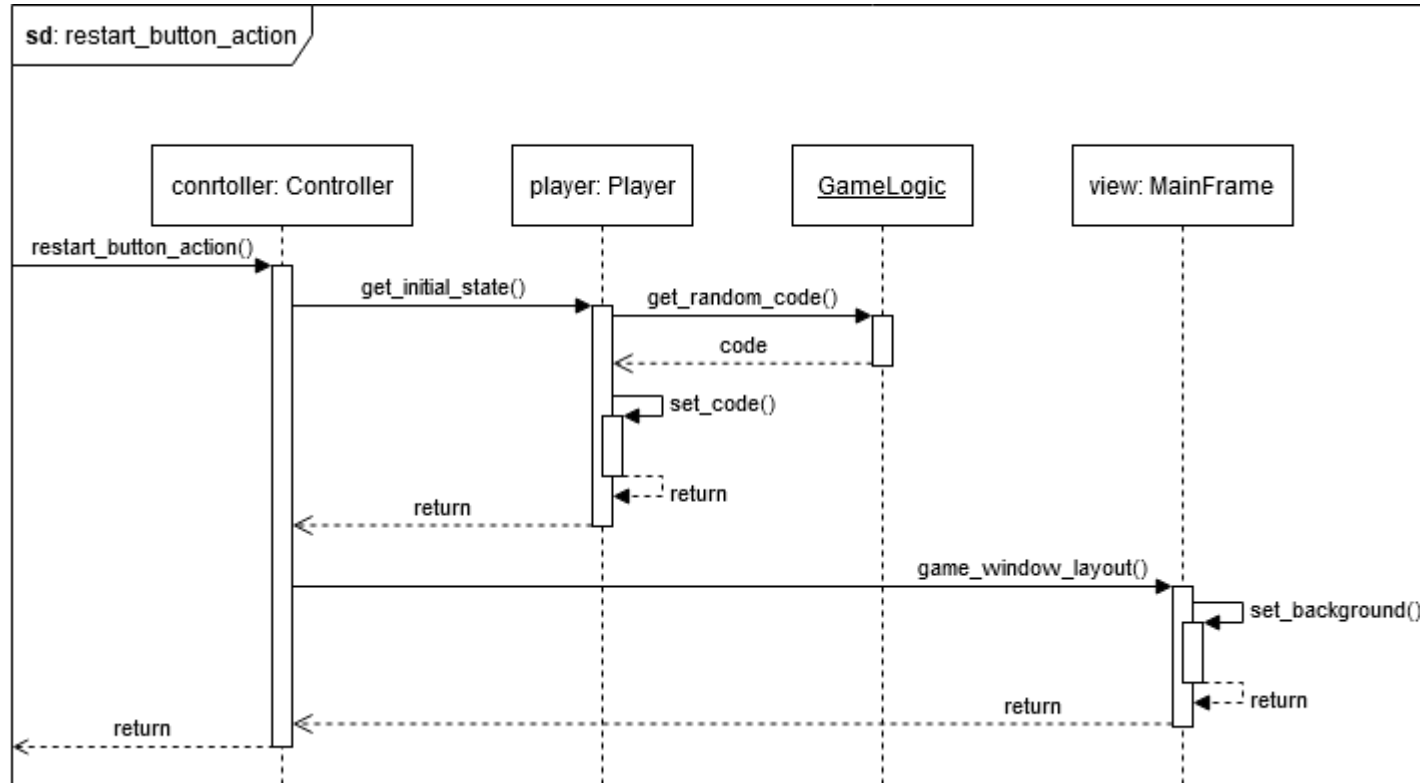 sd: restart_button_action
conrtoller: Controller
player: Player
GameLogic
view: MainFrame
restart_button_action()
get_initial_state()
get_random_code()
code
set_code()
return
return
game_window_layout()
set_background()
return
return
return